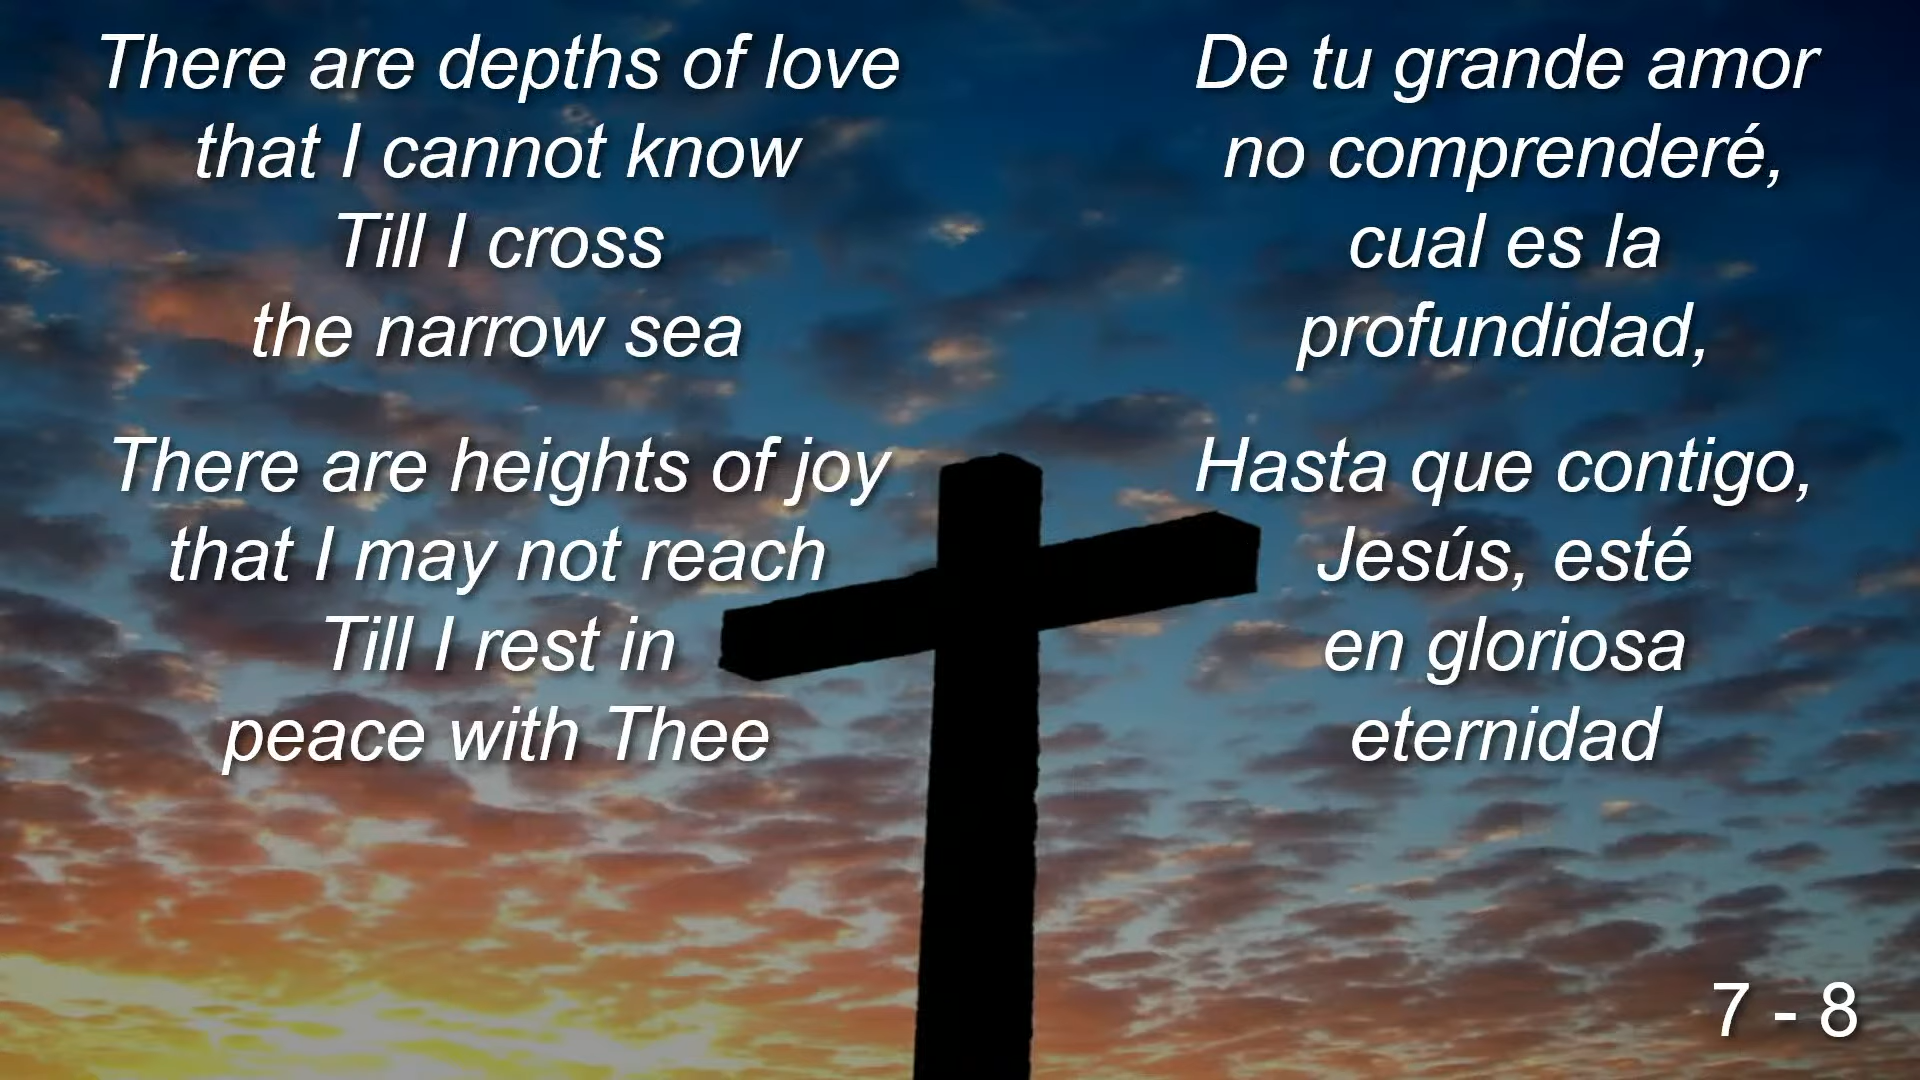 There are depths of love
that I cannot know
Till I cross
the narrow sea
There are heights of joy
that I may not reach
Till I rest in
peace with Thee
De tu grande amor
no comprenderé,
cual es la
profundidad,
Hasta que contigo,
Jesús, esté
en gloriosa
eternidad
7 - 8